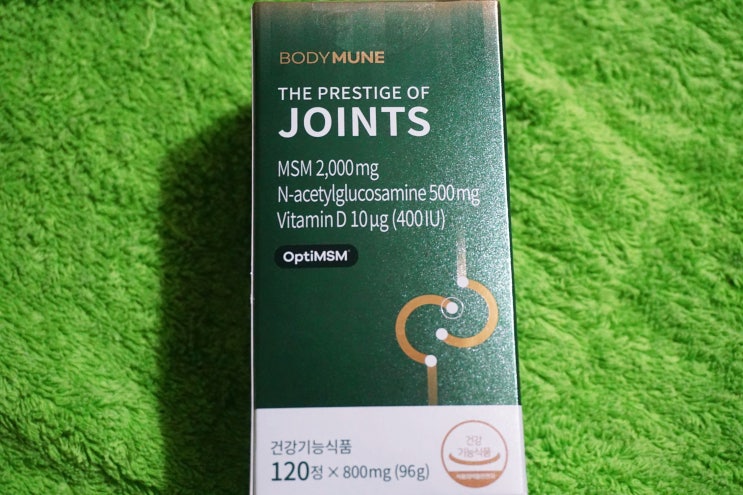 BODYMUNE
THE PRESTIGE OF
JOINTS
MSM 2,000mg
N-acetylglucosamine 500mg
Vitamin D 10μg (400IU)
OptiMSM
건강기능식품
120정 × 800mg (96g)
건강
기능식품